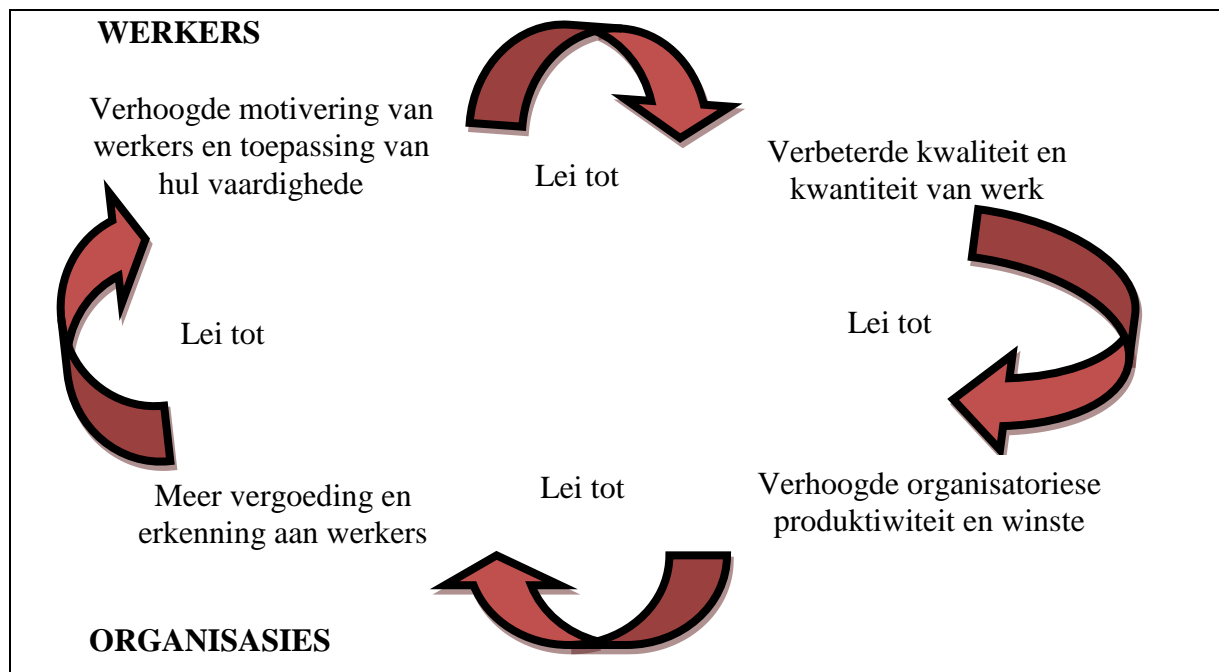 WERKERS
Verhoogde motivering van
werkers en toepassing van
hul vaardighede
Lei tot
Verbeterde kwaliteit en
kwantiteit van werk
Lei tot
Verhoogde organisatoriese
produktiwiteit en winste
Lei tot
Meer vergoeding en
erkenning aan werkers
Lei tot
ORGANISASIES